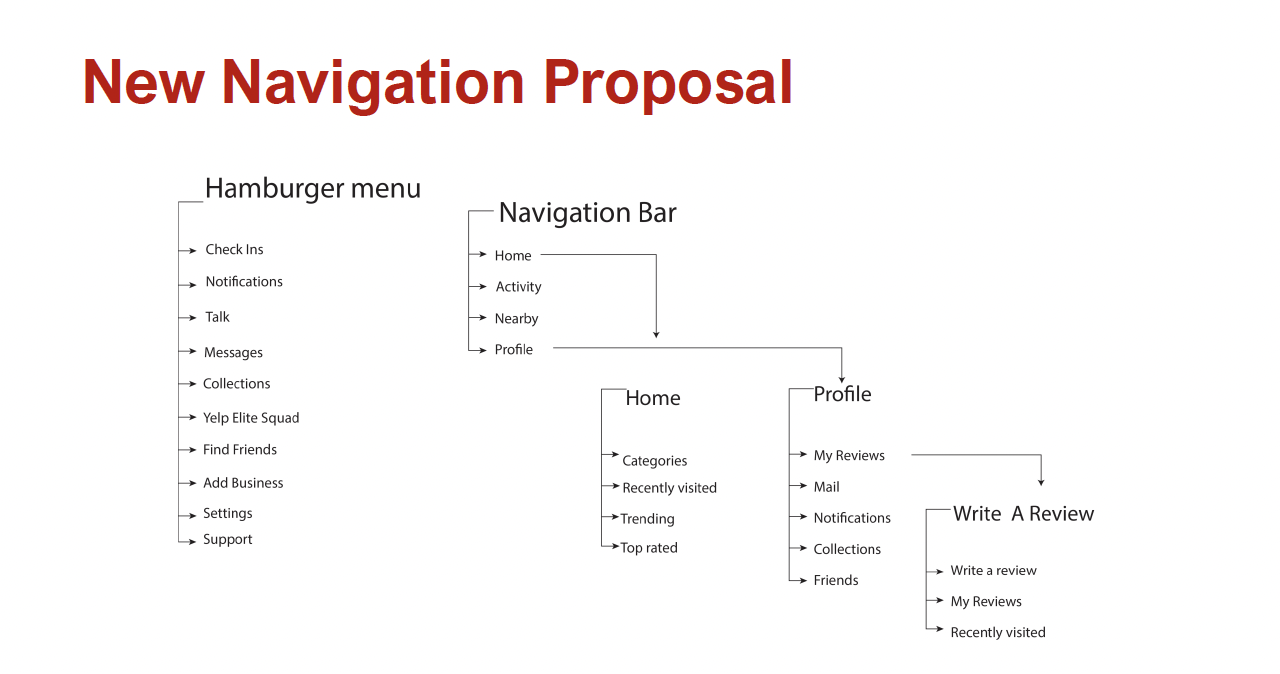 New Navigation Proposal
Hamburger menu
Check Ins
Notifications
Talk
Messages
Collections
Yelp Elite Squad
Find Friends
Add Business
Settings
Support
Navigation Bar
Home
Activity
Nearby
Profile
Home
Categories
Recently visited
Trending
Top rated
Profile
My Reviews
Mail
Notifications
Collections
Friends
Write A Review
Write a review
My Reviews
Recently visited